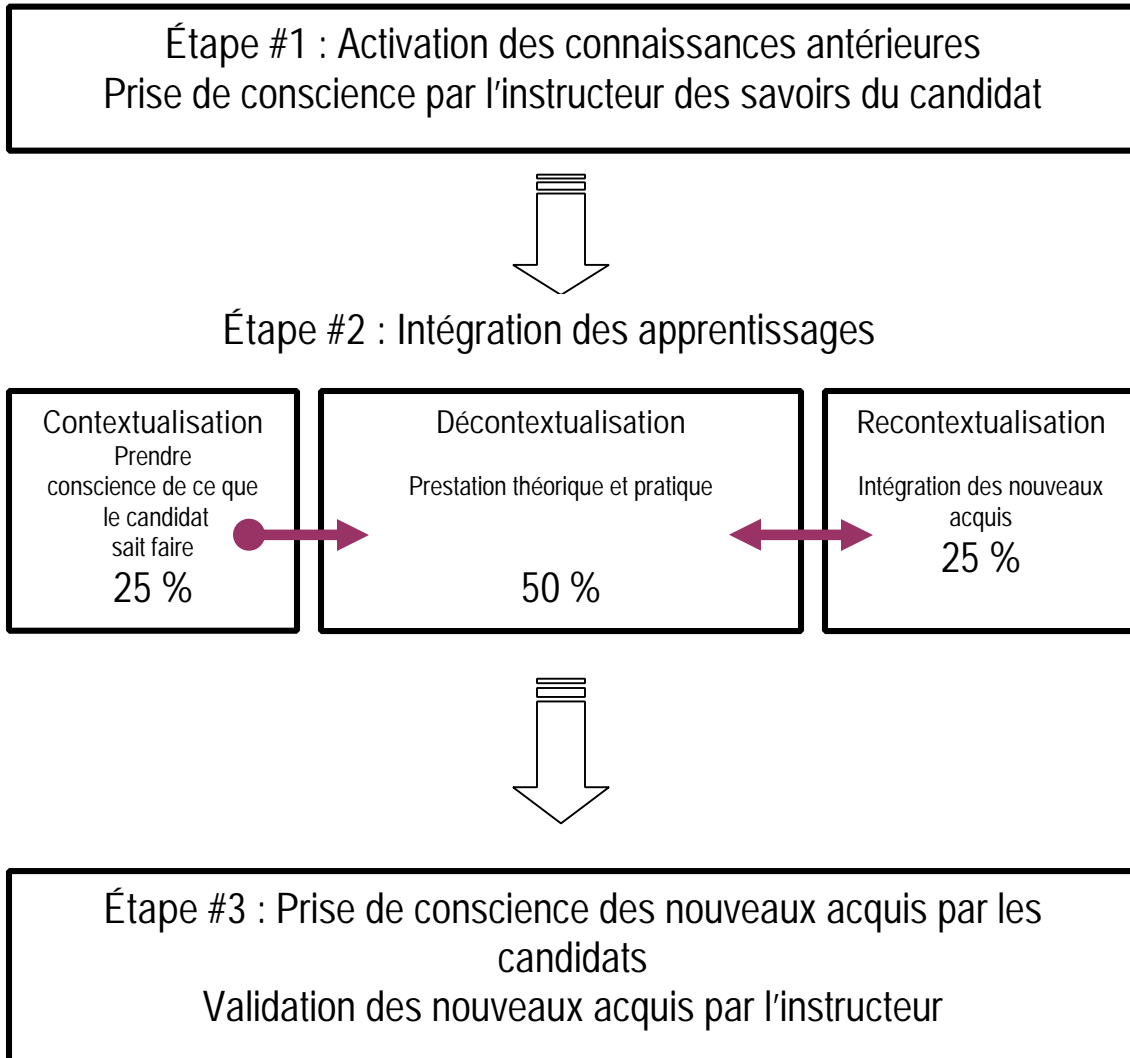 Étape #1 : Activation des connaissances antérieures
Prise de conscience par l'instructeur des savoirs du candidat
Étape #2 : Intégration des apprentissages
Contextualisation
Prendre
conscience de ce que
le candidat
sait faire
25 %
Décontextualisation
Prestation théorique et pratique
50 %
Recontextualisation
Intégration des nouveaux
acquis
25 %
Étape #3 : Prise de conscience des nouveaux acquis par les
candidats
Validation des nouveaux acquis par l'instructeur